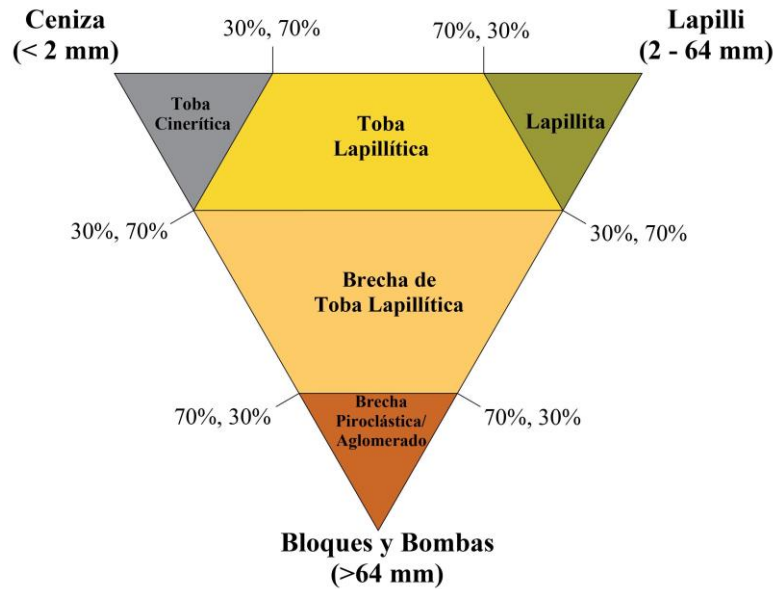 Ceniza
(< 2 mm)
30%, 70%
70%, 30%
Lapilli
(2 - 64 mm)
Toba
Cinerítica
Toba
Lapillítica
Lapillita
30%, 70%
30%, 70%
Brecha de
Toba Lapillítica
70%, 30%
Brecha
Piroclástica/
Aglomerado
70%, 30%
Bloques y Bombas
(>64 mm)